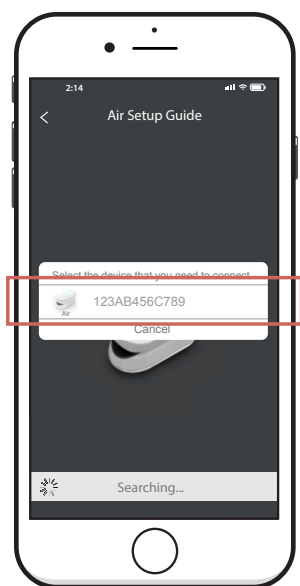 2:14
Air Setup Guide
Select the device that you need to connect
123AB456C789
Air
Cancel
Searching...